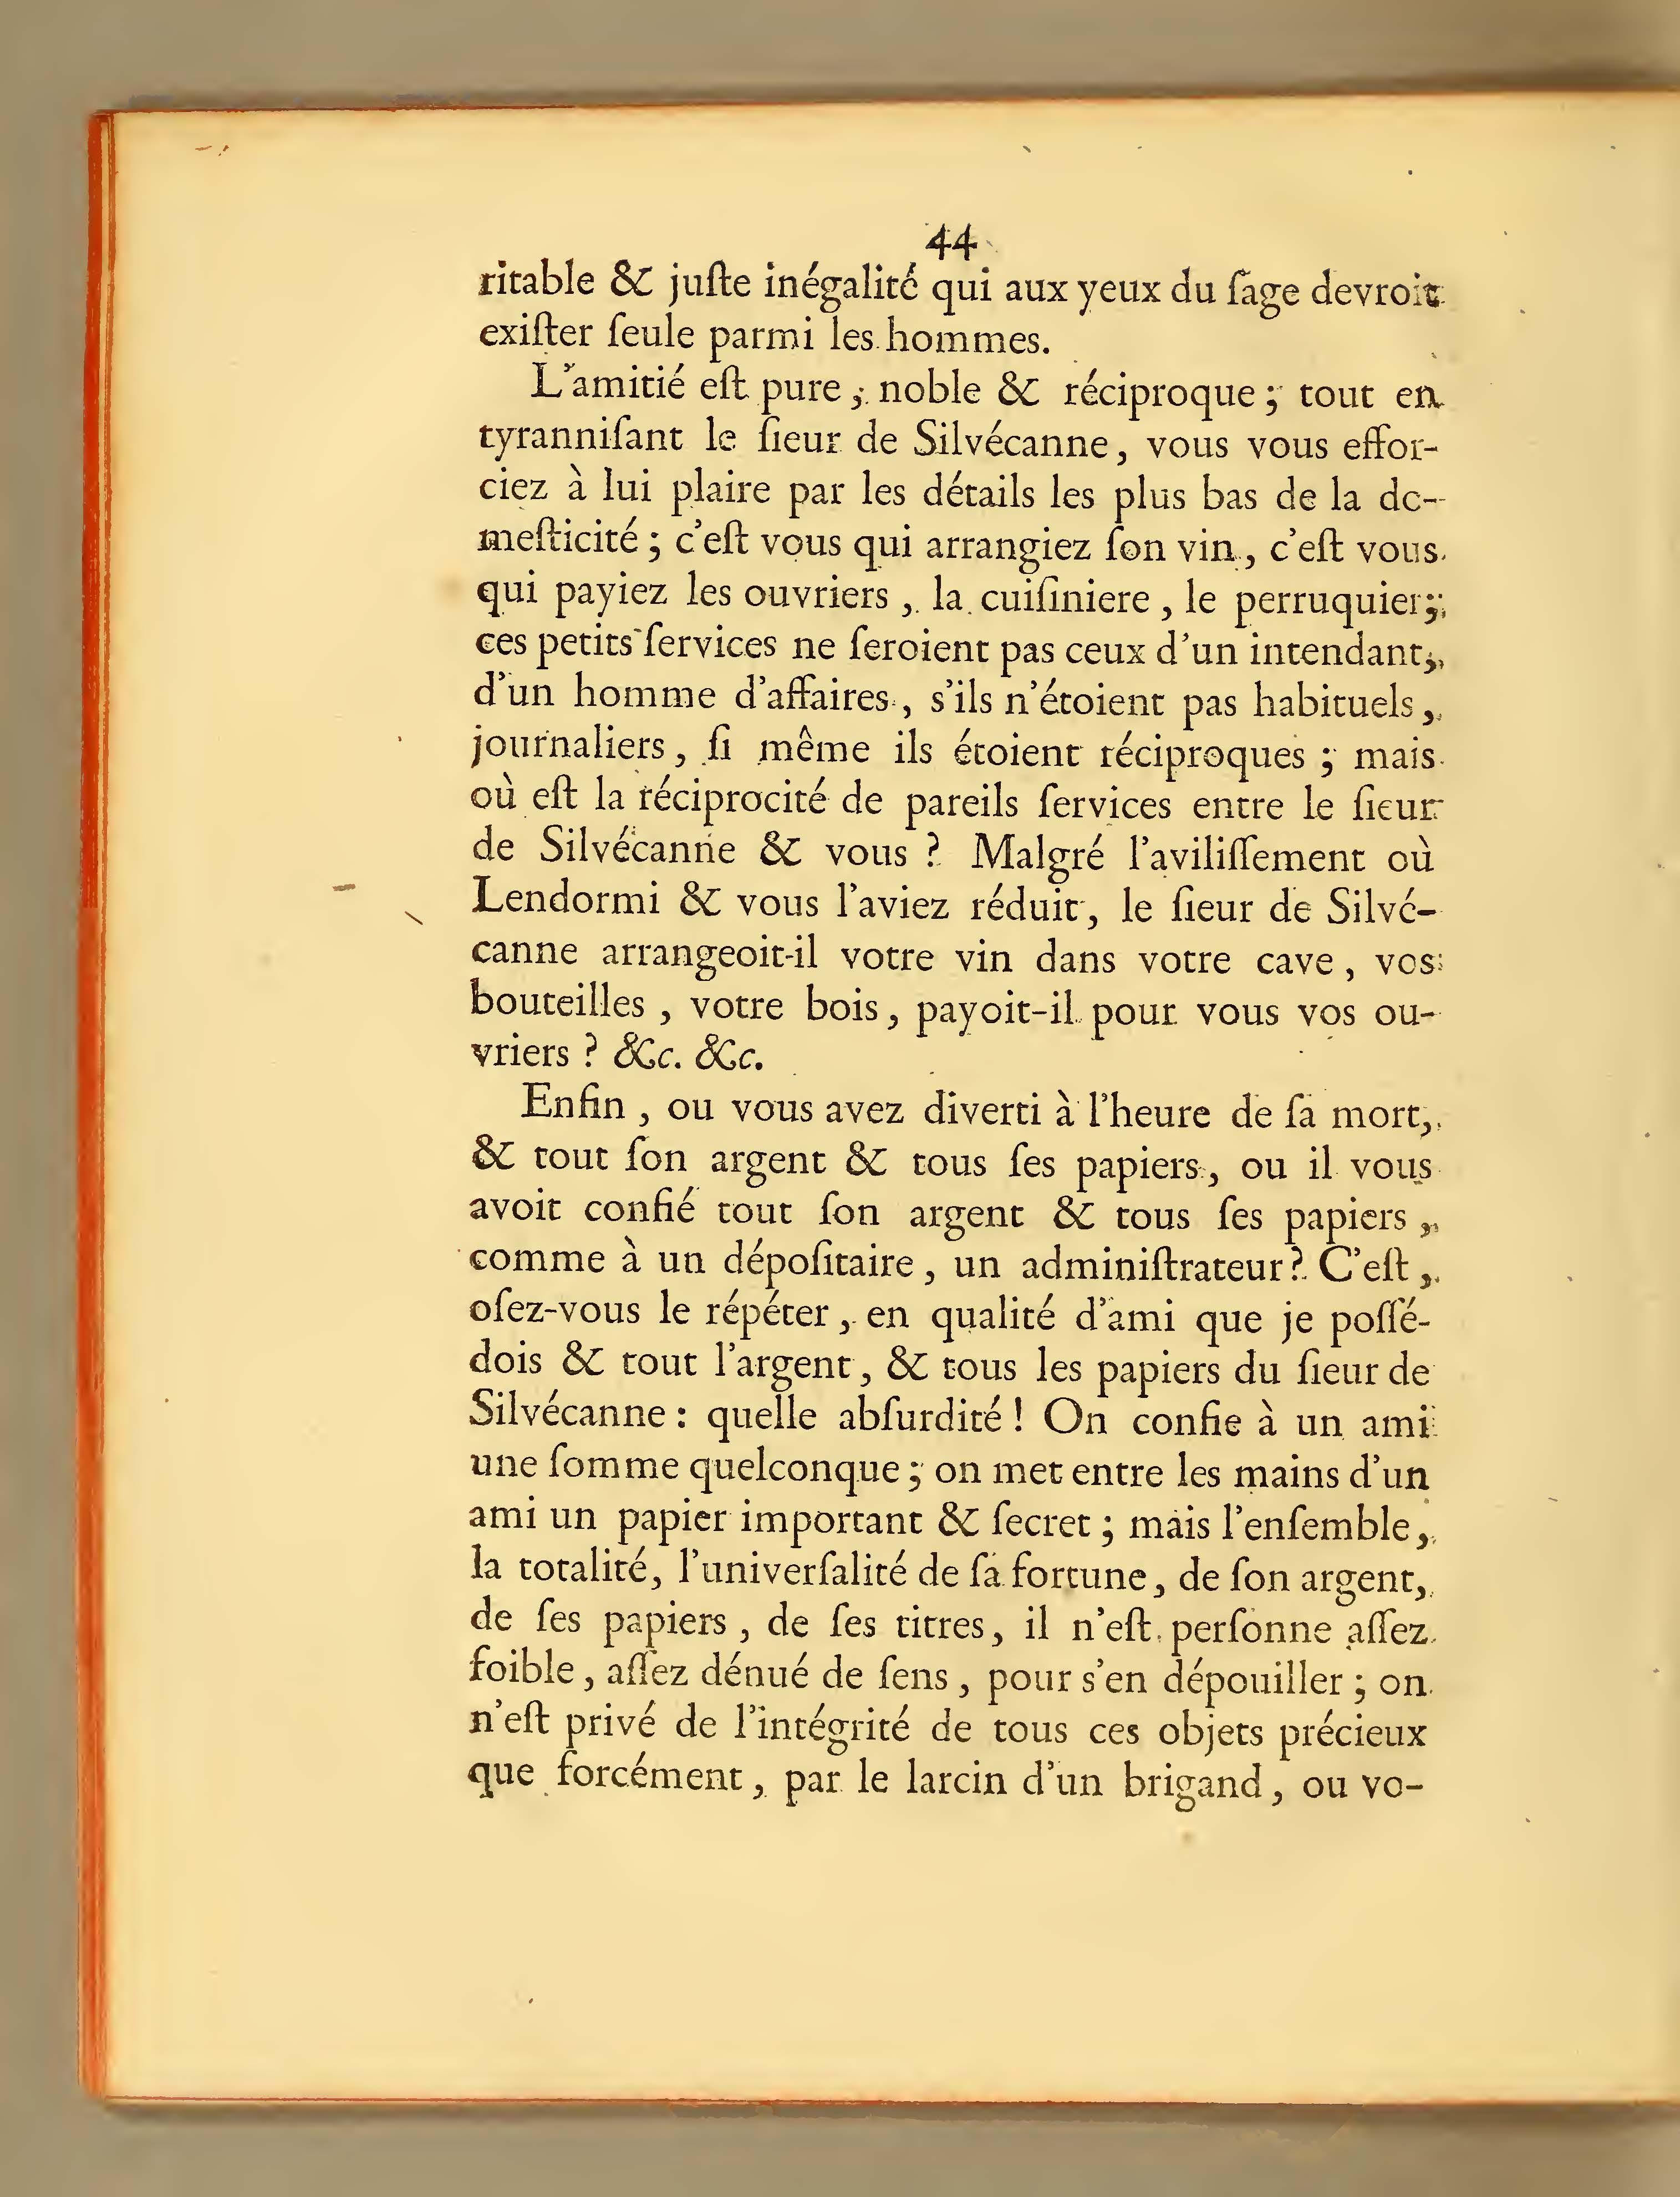 44
ritable & juſte inégalité qui aux yeux du ſage devroit
exiſter ſeule parmi les hommes.
L'amitié eſt pure, noble & réciproque ; tout en
tyranniſant le ſieur de Silvécanne, vous vous effor-
ciez à lui plaire par les détails les plus bas de la do-
meſticité ; c'eſt vous qui arrangiez ſon vin, c'eſt vous
qui payiez les ouvriers, la cuiſiniere, le perruquier ;
ces petits ſervices ne ſeroient pas ceux d'un intendant,
d'un homme d'affaires, s'ils n'étoient pas habituels,
journaliers, ſi même ils étoient réciproques ; mais
où eſt la réciprocité de pareils ſervices entre le ſieur
de Silvécanne & vous ? Malgré l'aviliſſement où
Lendormi & vous l'aviez réduit, le ſieur de Silvé-
canne arrangeoit-il votre vin dans votre cave, vos
bouteilles, votre bois, payoit-il pour vous vos ou-
vriers ? &c. &c.
Enfin, ou vous avez diverti à l'heure de ſa mort,
& tout ſon argent & tous ſes papiers, ou il vous
avoit confié tout ſon argent & tous ſes papiers,
comme à un dépoſitaire, un adminiſtrateur ? C'eſt,
oſez-vous le répéter, en qualité d'ami que je poſſé-
dois & tout l'argent, & tous les papiers du ſieur de
Silvécanne : quelle abſurdité ! On confie à un ami
une ſomme quelconque ; on met entre les mains d'un
ami un papier important & ſecret ; mais l'enſemble,
la totalité, l'univerſalité de ſa fortune, de ſon argent,
de ſes papiers, de ſes titres, il n'eſt perſonne aſſez
foible, aſſez dénué de ſens, pour s'en dépouiller ; on
n'eſt privé de l'intégrité de tous ces objets précieux
que forcément, par le larcin d'un brigand, ou vo-